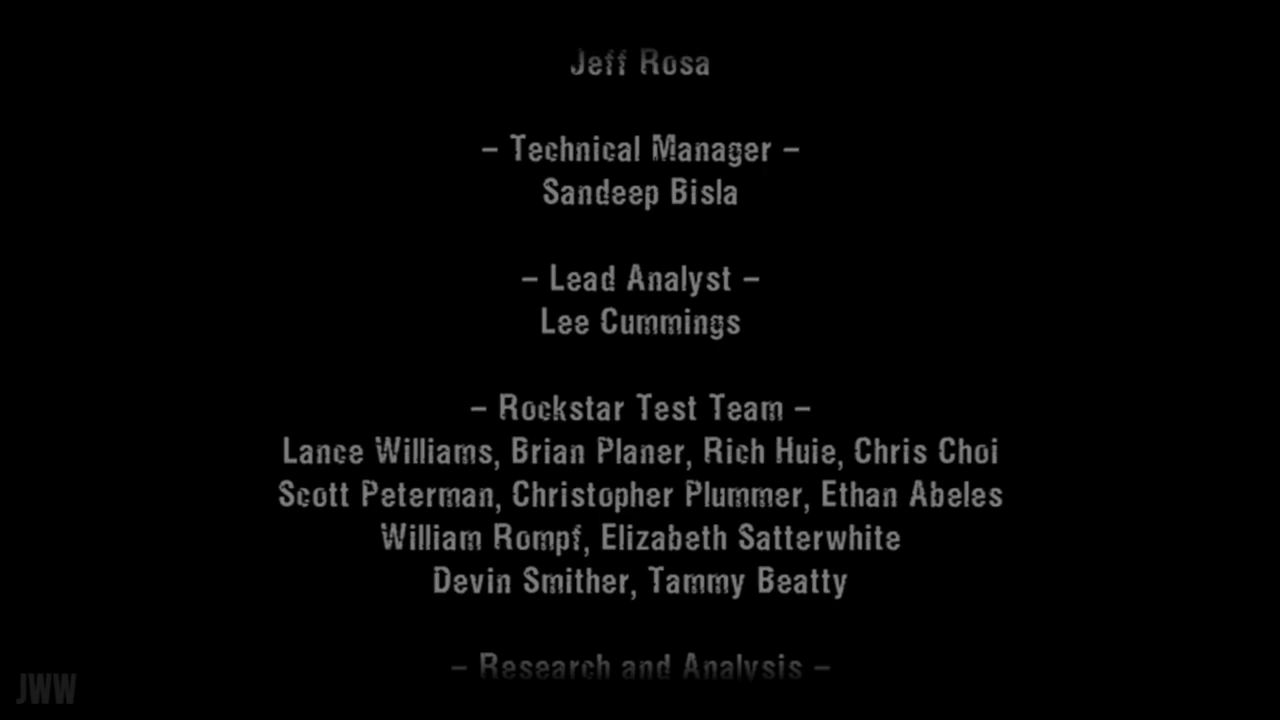 Jeff Rosa
– Technical Manager –
Sandeep Bisla
– Lead Analyst –
Lee Cummings
– Rockstar Test Team –
Lance Williams, Brian Planer, Rich Huie, Chris Choi
Scott Peterman, Christopher Plummer, Ethan Abeles
William Rompf, Elizabeth Satterwhite
Devin Smither, Tammy Beatty
– Research and Analysis –
JWW